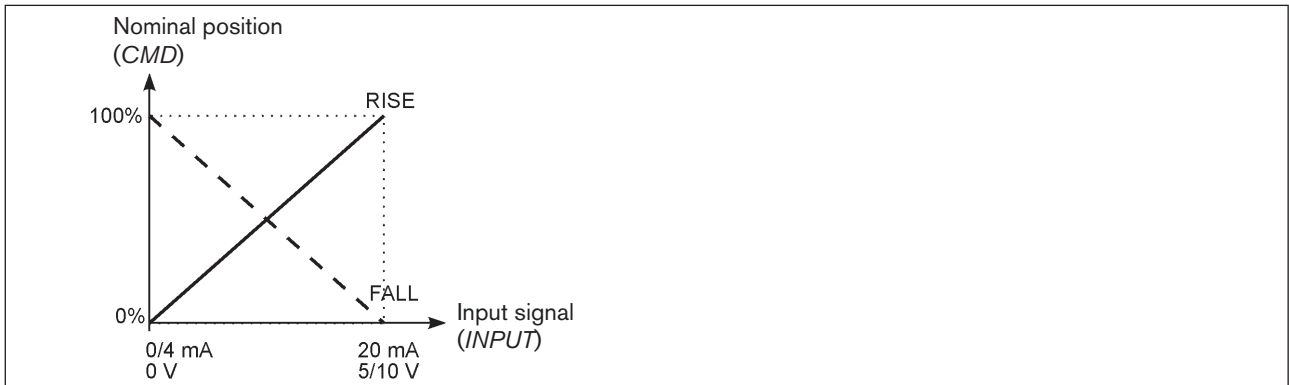 Nominal position
(CMD)
RISE
100%
FALL
0%
Input signal
(INPUT)
0/4 mA
0 V
20 mA
5/10 V